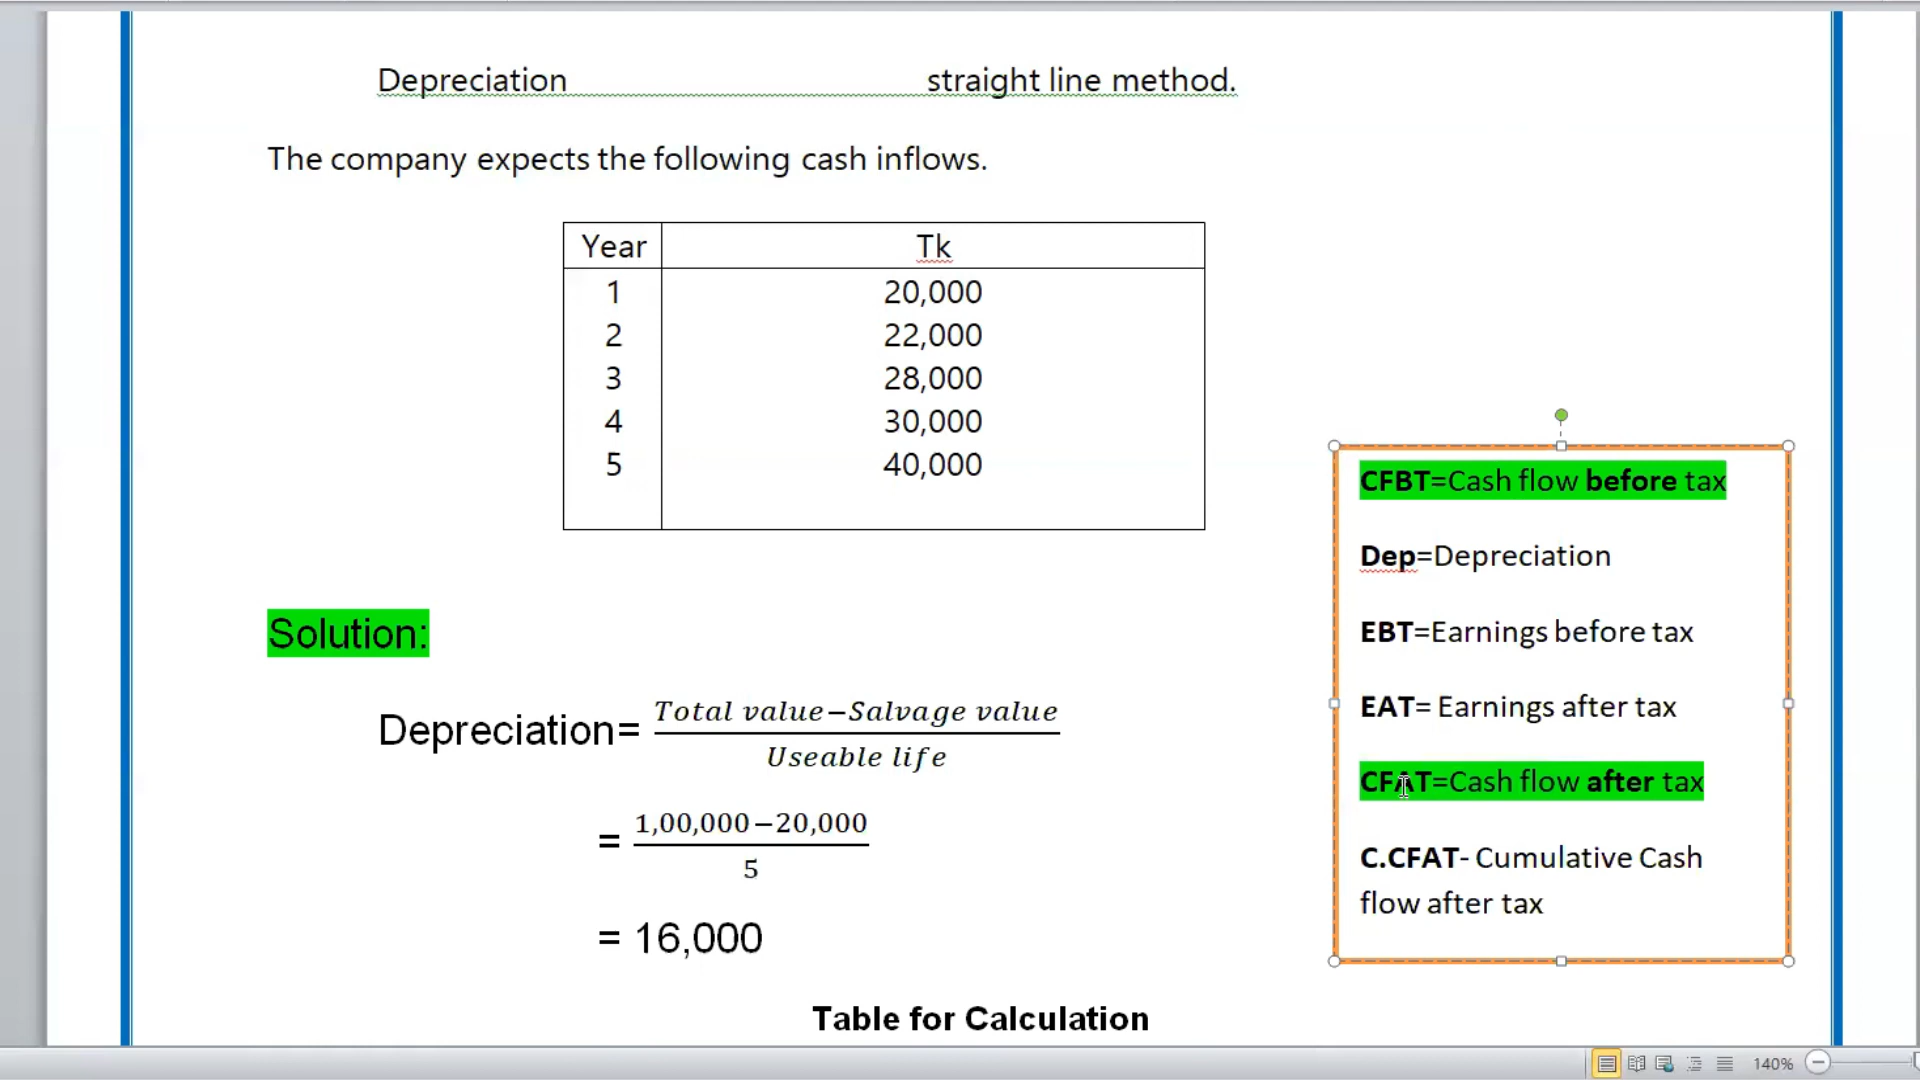 Depreciation straight line method.
The company expects the following cash inflows.
Year Tk
1 20,000
2 22,000
3 28,000
4 30,000
5 40,000
CFBT=Cash flow before tax
Dep=Depreciation
EBT=Earnings before tax
EAT= Earnings after tax
CFAT=Cash flow after tax
C.CFAT- Cumulative Cash
flow after tax
Solution:
Depreciation= Total value−Salvage value
Useable life
= 1,00,000−20,000
5
= 16,000
Table for Calculation
140%